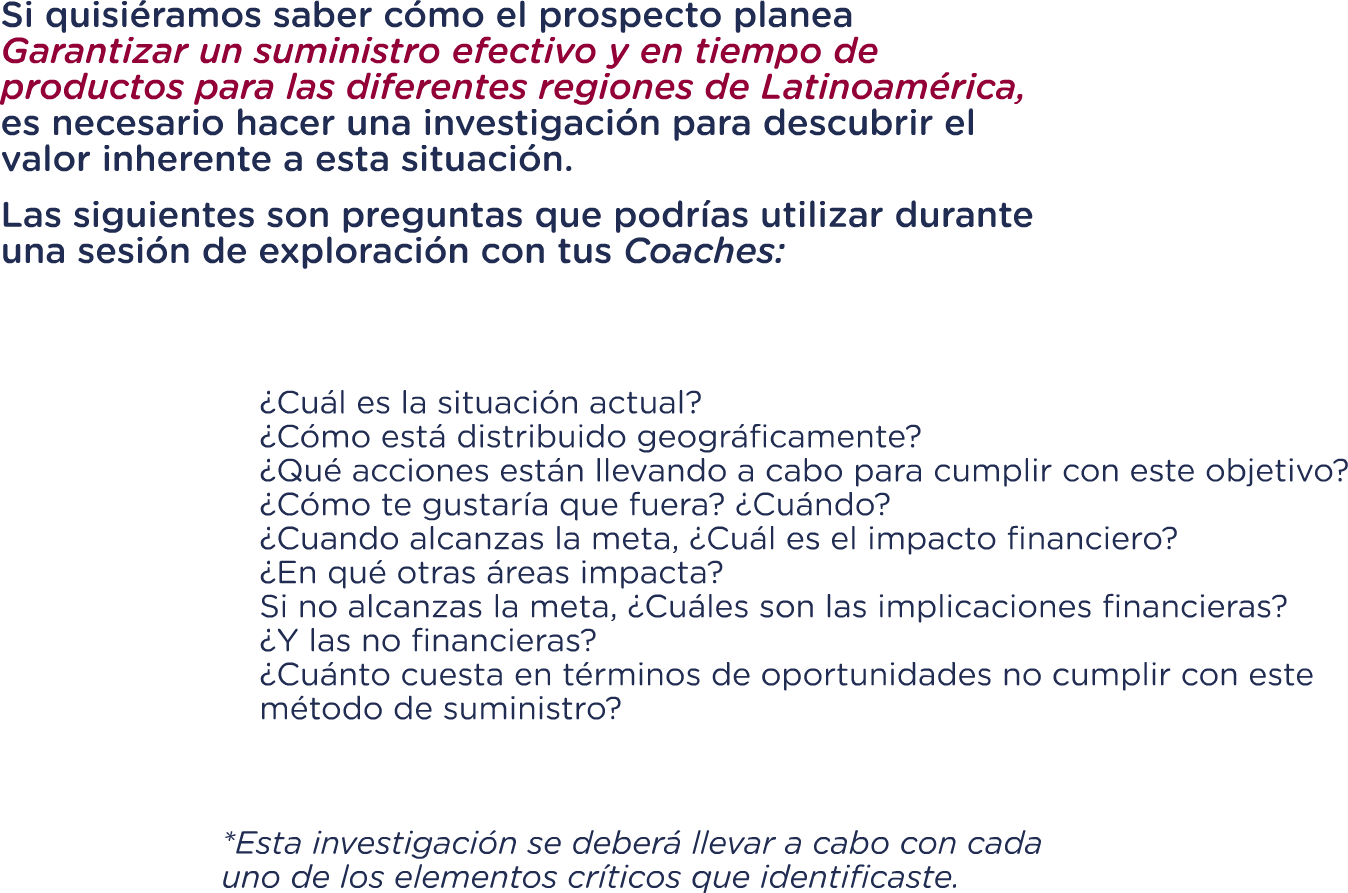 Si quisiéramos saber cómo el prospecto planea
Garantizar un suministro efectivo y en tiempo de
productos para las diferentes regiones de Latinoamérica,
es necesario hacer una investigación para descubrir el
valor inherente a esta situación.
Las siguientes son preguntas que podrías utilizar durante
una sesión de exploración con tus Coaches:
¿Cuál es la situación actual?
¿Cómo está distribuido geográficamente?
¿Qué acciones están llevando a cabo para cumplir con este objetivo?
¿Cómo te gustaría que fuera? ¿Cuándo?
¿Cuando alcanzas la meta, ¿Cuál es el impacto financiero?
¿En qué otras áreas impacta?
Si no alcanzas la meta, ¿Cuáles son las implicaciones financieras?
¿Y las no financieras?
¿Cuánto cuesta en términos de oportunidades no cumplir con este
método de suministro?
*Esta investigación se deberá llevar a cabo con cada
uno de los elementos críticos que identificaste.